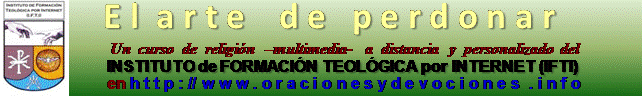 INSTITUTO DE FORMACIÓN
TEOLÓGICA POR INTERNET
(I.F.T.I)
El arte de perdonar
Un curso de religión –multimedia- a distancia y personalizado del
INSTITUTO de FORMACIÓN TEOLÓGICA por INTERNET (IFTI)
en http://www.oracionesydevociones.info